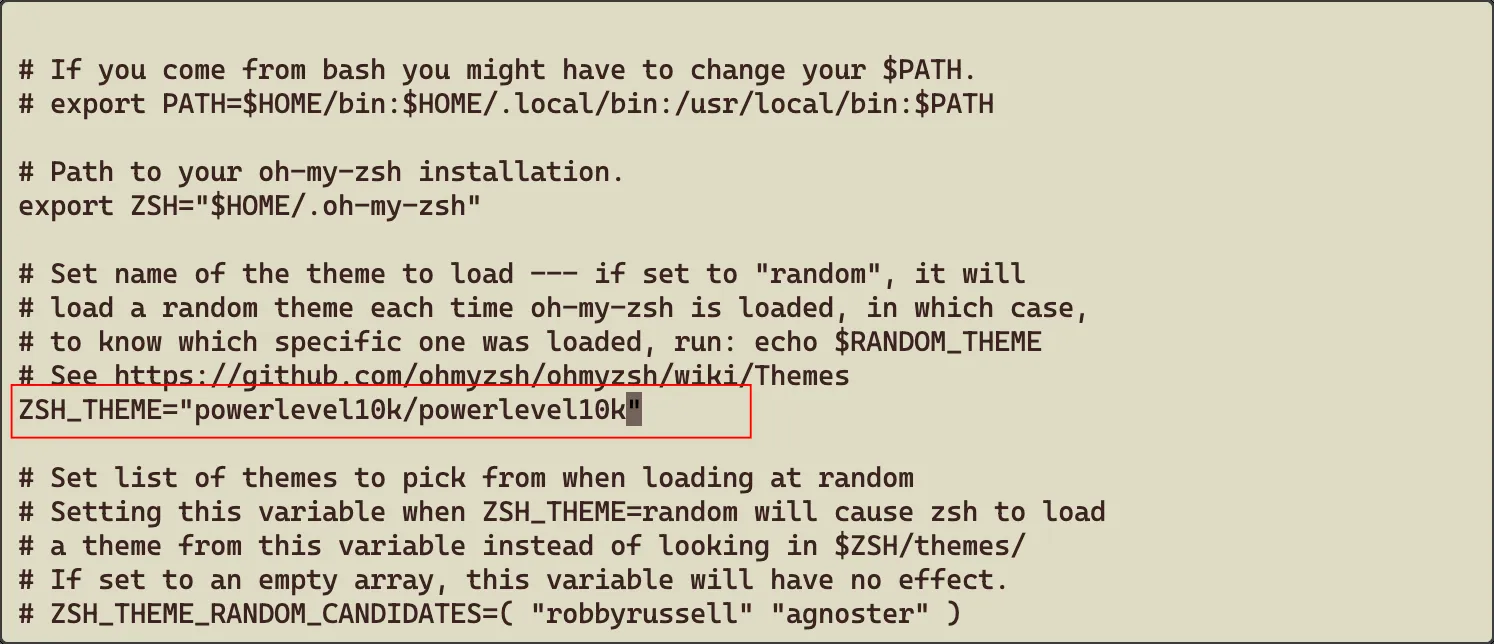 # If you come from bash you might have to change your $PATH.
# export PATH=$HOME/bin:$HOME/.local/bin:/usr/local/bin:$PATH
# Path to your oh-my-zsh installation.
export ZSH="$HOME/.oh-my-zsh"
# Set name of the theme to load --- if set to "random", it will
# load a random theme each time oh-my-zsh is loaded, in which case,
# to know which specific one was loaded, run: echo $RANDOM_THEME
# See https://github.com/ohmyzsh/ohmyzsh/wiki/Themes
ZSH_THEME="powerlevel10k/powerlevel10k"
# Set list of themes to pick from when loading at random
# Setting this variable when ZSH_THEME=random will cause zsh to load
# a theme from this variable instead of looking in $ZSH/themes/
# If set to an empty array, this variable will have no effect.
# ZSH_THEME_RANDOM_CANDIDATES=( "robbyrussell" "agnoster" )